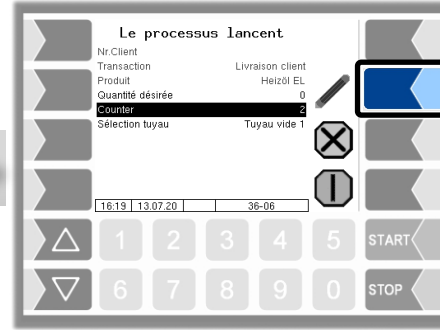 Le processus lancent
Nr.Client
Transaction Livraison client
Produit Heizöl EL
Quantité désirée 0
Counter 2
Sélection tuyau Tuyau vide 1
16:19 13.07.20 36-06
1 2 3 4 5 START
6 7 8 9 0 STOP